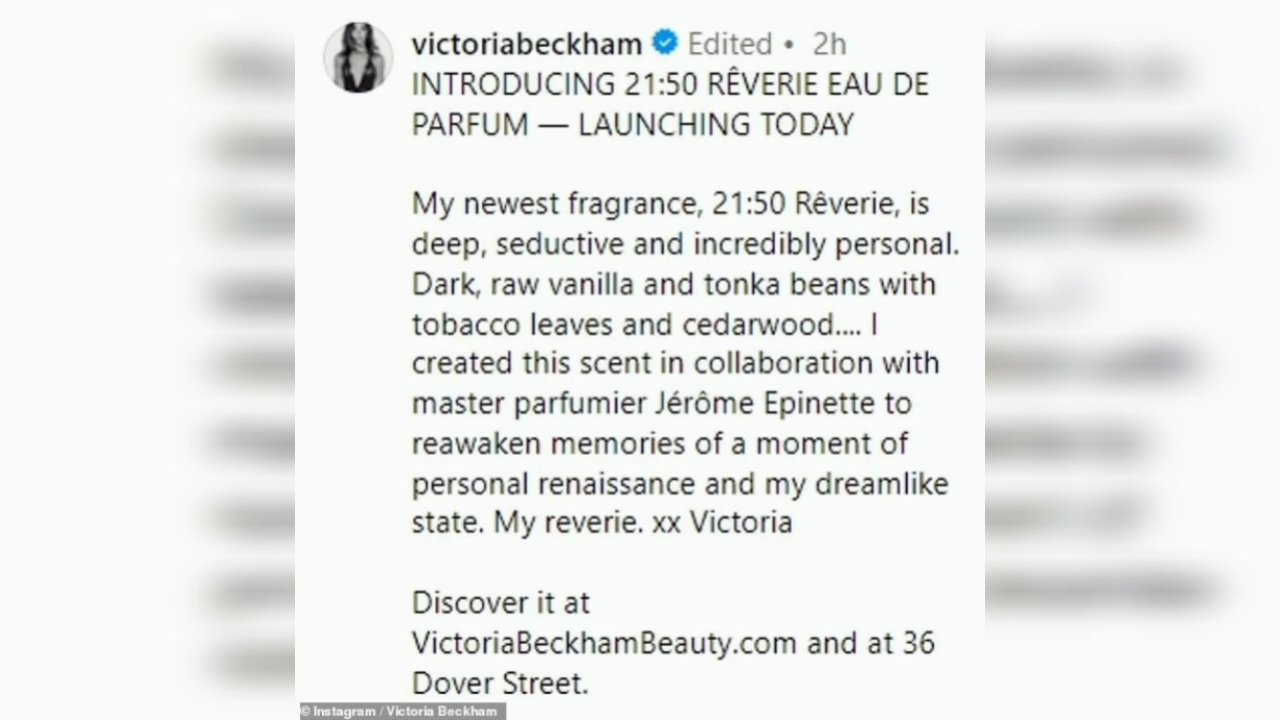 victoriabeckham Edited • 2h
INTRODUCING 21:50 RÊVERIE EAU DE
PARFUM — LAUNCHING TODAY
My newest fragrance, 21:50 Rêverie, is
deep, seductive and incredibly personal.
Dark, raw vanilla and tonka beans with
tobacco leaves and cedarwood.... I
created this scent in collaboration with
master parfumier Jérôme Epinette to
reawaken memories of a moment of
personal renaissance and my dreamlike
state. My reverie. xx Victoria
Discover it at
VictoriaBeckhamBeauty.com and at 36
Dover Street.
© Instagram / Victoria Beckham